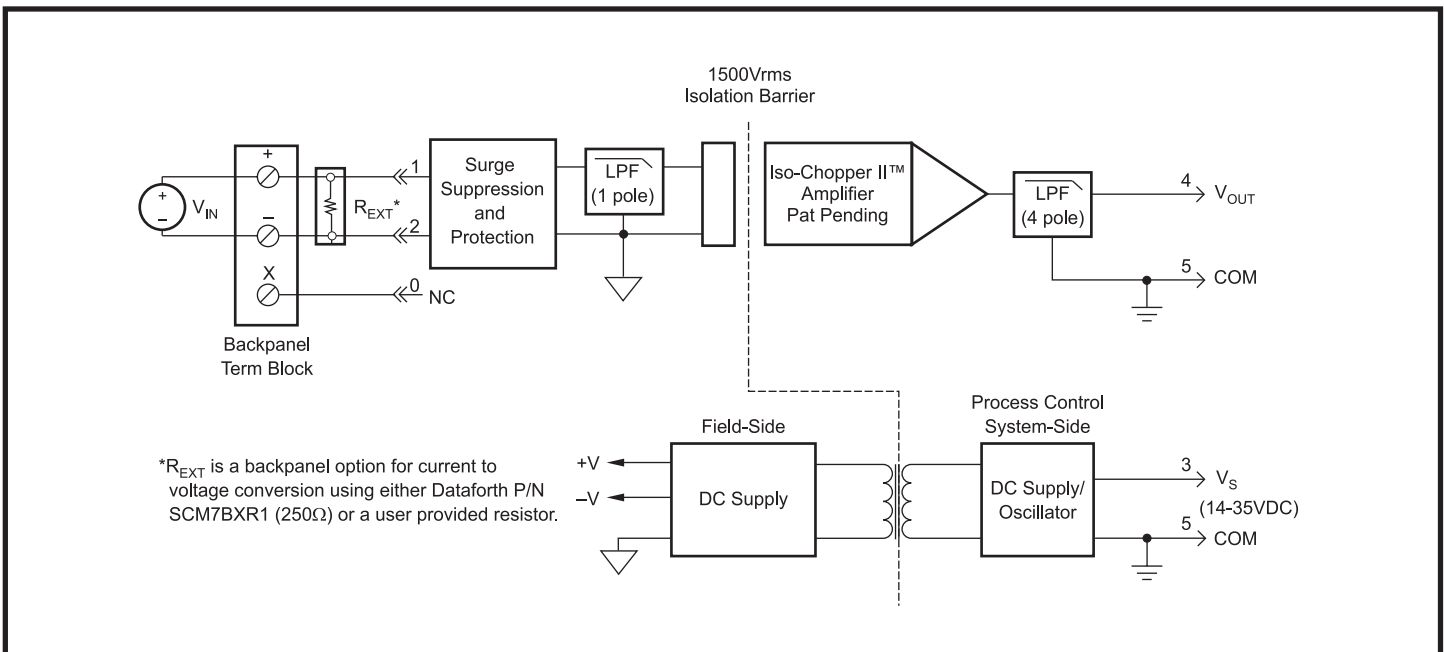 1500Vrms
Isolation Barrier
+
–
X
+
–
V_IN
R_EXT*
1
2
0
NC
Backpanel
Term Block
Surge
Suppression
and
Protection
LPF
(1 pole)
Iso-Chopper II™
Amplifier
Pat Pending
LPF
(4 pole)
4
V_OUT
5
COM
Field-Side
Process Control
System-Side
+V
–V
DC Supply
DC Supply/
Oscillator
3
V_S
(14-35VDC)
5
COM
*R_EXT is a backpanel option for current to
voltage conversion using either Dataforth P/N
SCM7BXR1 (250Ω) or a user provided resistor.